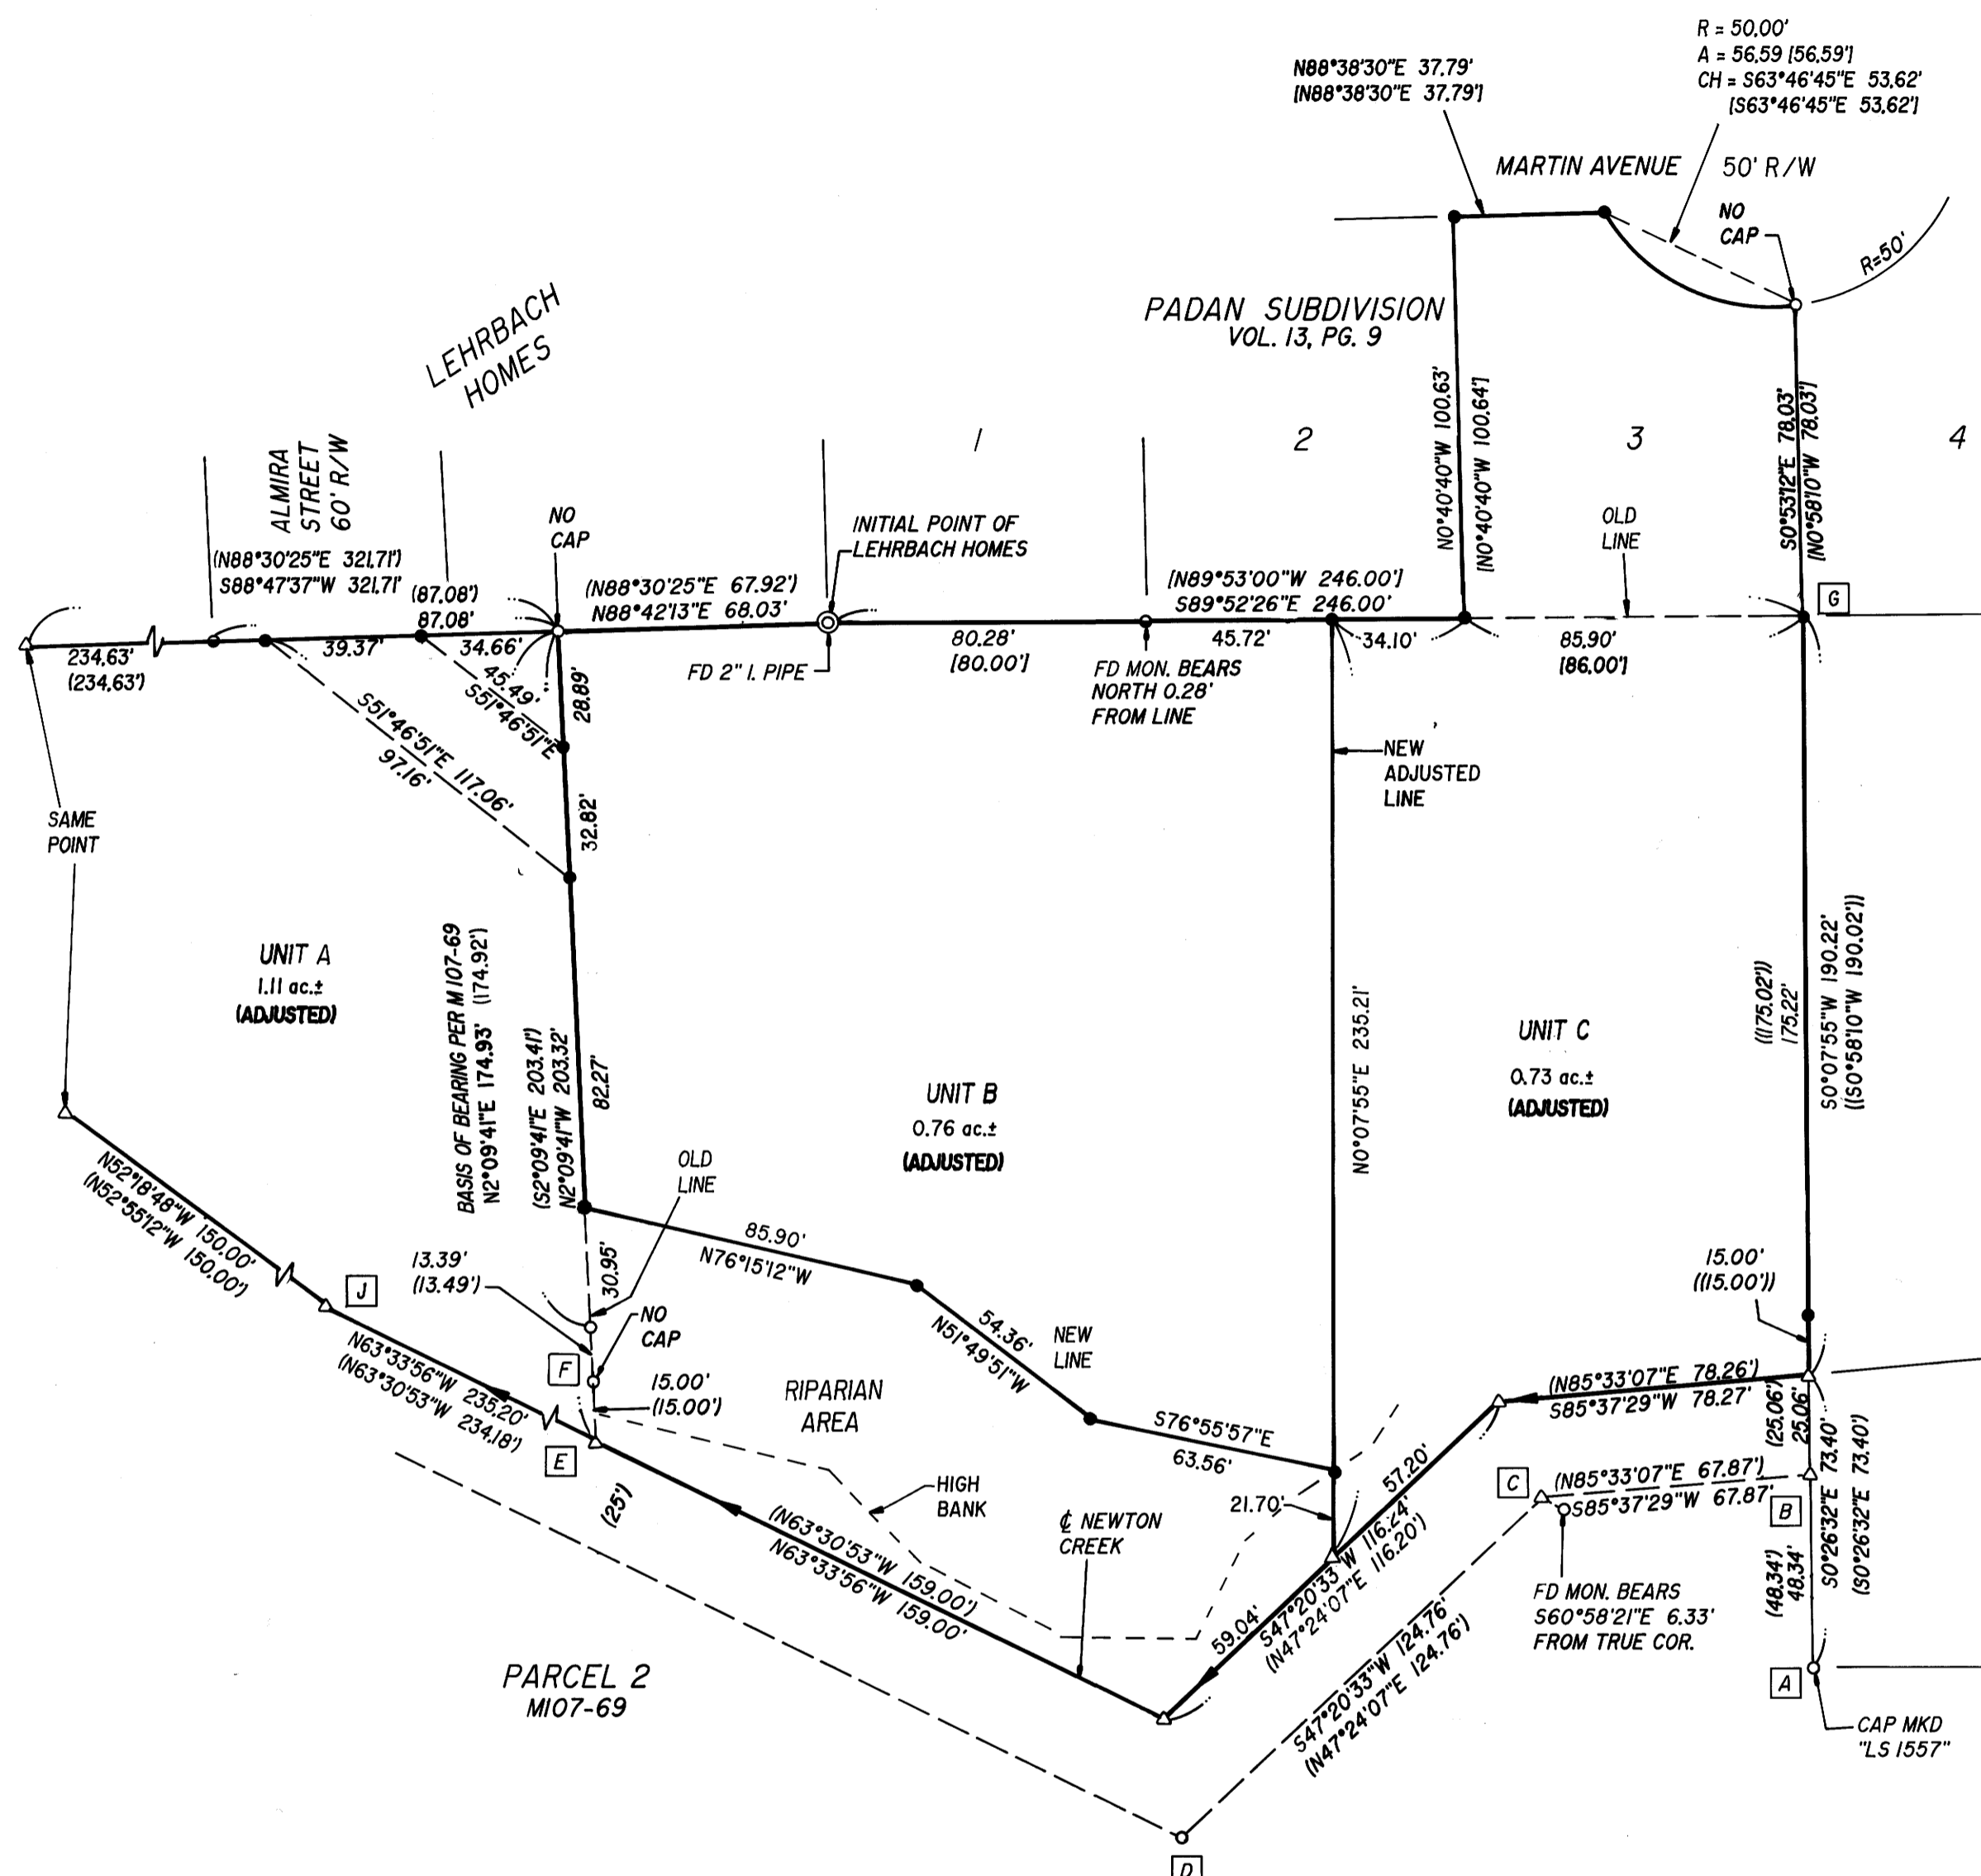 R = 50.00'
A = 56.59 [56.59']
CH = S63°46'45"E 53.62'
[S63°46'45"E 53.62']
N88°38'30"E 37.79'
[N88°38'30"E 37.79']
MARTIN AVENUE 50' R/W
NO
CAP
R=50'
PADAN SUBDIVISION
VOL. 13, PG. 9
LEHRBACH
HOMES
N0°40'40"W 100.63'
[N0°40'40"W 100.64']
S0°53'12"E 78.03'
[N0°58'10"W 78.03']
1
2
3
4
ALMIRA
STREET
60' R/W
NO
CAP
INITIAL POINT OF
LEHRBACH HOMES
OLD
LINE
(N88°30'25"E 321.71')
S88°47'37"W 321.71'
(87.08')
87.08'
(N88°30'25"E 67.92')
N88°42'13"E 68.03'
[N89°53'00"W 246.00']
S89°52'26"E 246.00'
G
234.63'
(234.63')
39.37'
34.66'
FD 2" I. PIPE
80.28'
[80.00']
45.72'
34.10'
85.90'
[86.00']
FD MON. BEARS
NORTH 0.28'
FROM LINE
45.49'
S51°46'51"E
28.89'
S51°46'51"E 117.06'
97.16'
32.82'
NEW
ADJUSTED
LINE
SAME
POINT
UNIT A
1.11 ac.±
(ADJUSTED)
BASIS OF BEARING PER M107-69
N2°09'41"E 174.93' (174.92')
(S2°09'41"E 203.41')
N2°09'41"W 203.32'
82.27'
UNIT B
0.76 ac.±
(ADJUSTED)
N0°07'55"E 235.21'
UNIT C
0.73 ac.±
(ADJUSTED)
((175.02'))
175.22'
S0°07'55"W 190.22'
((S0°58'10"W 190.02'))
OLD
LINE
N52°18'48"W 150.00'
(N52°55'12"W 150.00')
J
13.39'
(13.49')
30.95'
85.90'
N76°15'12"W
NO
CAP
54.36'
N51°49'51"W
NEW
LINE
15.00'
((15.00'))
N63°33'56"W 235.20'
(N63°30'53"W 234.18')
F
15.00'
(15.00')
RIPARIAN
AREA
S76°55'57"E
63.56'
(N85°33'07"E 78.26')
S85°37'29"W 78.27'
(25.06')
25.06'
S0°26'32"E 73.40'
(S0°26'32"E 73.40')
E
(25')
HIGH
BANK
℄ NEWTON
CREEK
21.70'
57.20'
C
(N85°33'07"E 67.87')
S85°37'29"W 67.87'
B
(N63°30'53"W 159.00')
N63°33'56"W 159.00'
59.04'
S47°20'33"W 116.24'
(N47°24'07"E 116.20')
FD MON. BEARS
S60°58'21"E 6.33'
FROM TRUE COR.
(48.34')
48.34'
S47°20'33"W 124.76'
(N47°24'07"E 124.76')
PARCEL 2
M107-69
A
CAP MKD
"LS 1557"
D